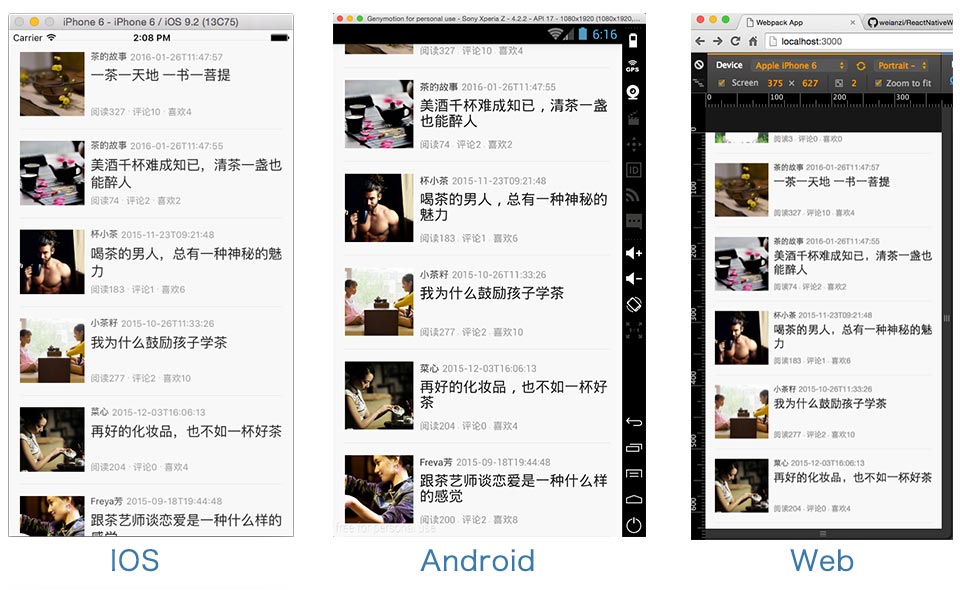 iPhone 6 - iPhone 6 / iOS 9.2 (13C75)
Carrier
2:08 PM
茶的故事 2016-01-26T11:47:57
一茶一天地 一书一菩提
阅读327 · 评论10 · 喜欢4
茶的故事 2016-01-26T11:47:55
美酒千杯难成知已，清茶一盏也
能醉人
阅读74 · 评论2 · 喜欢2
杯小茶 2015-11-23T09:21:48
喝茶的男人，总有一种神秘的魅
力
阅读183 · 评论1 · 喜欢6
小茶籽 2015-10-26T11:33:26
我为什么鼓励孩子学茶
阅读277 · 评论2 · 喜欢10
菜心 2015-12-03T16:06:13
再好的化妆品，也不如一杯好茶
阅读204 · 评论0 · 喜欢4
Freya芳 2015-09-18T19:44:48
跟茶艺师谈恋爱是一种什么样的
感觉
IOS
Genymotion for personal use - Sony Xperia Z - 4.2.2 - API 17 - 1080x1920 (1080x1920,...
6:16
阅读327 · 评论10 · 喜欢4
茶的故事 2016-01-26T11:47:55
美酒千杯难成知已，清茶一盏
也能醉人
阅读74 · 评论2 · 喜欢2
杯小茶 2015-11-23T09:21:48
喝茶的男人，总有一种神秘的
魅力
阅读183 · 评论1 · 喜欢6
小茶籽 2015-10-26T11:33:26
我为什么鼓励孩子学茶
阅读277 · 评论2 · 喜欢10
菜心 2015-12-03T16:06:13
再好的化妆品，也不如一杯好
茶
阅读204 · 评论0 · 喜欢4
Freya芳 2015-09-18T19:44:48
跟茶艺师谈恋爱是一种什么样
的感觉
阅读200 · 评论2 · 喜欢8
free for personal use
GPS
ID
Android
Webpack App
weianzi/ReactNativeW
localhost:3000
Device Apple iPhone 6 Portrait -
Screen 375 × 627 2 Zoom to fit
0 100 200 300
0
100
200
300
400
500
600
阅读3 · 评论0 · 喜欢0
茶的故事 2016-01-26T11:47:57
一茶一天地 一书一菩提
阅读327 · 评论10 · 喜欢4
茶的故事 2016-01-26T11:47:55
美酒千杯难成知已，清茶一盏也
能醉人
阅读74 · 评论2 · 喜欢2
杯小茶 2015-11-23T09:21:48
喝茶的男人，总有一种神秘的魅
力
阅读183 · 评论1 · 喜欢6
小茶籽 2015-10-26T11:33:26
我为什么鼓励孩子学茶
阅读277 · 评论2 · 喜欢10
菜心 2015-12-03T16:06:13
再好的化妆品，也不如一杯好茶
阅读204 · 评论0 · 喜欢4
Web